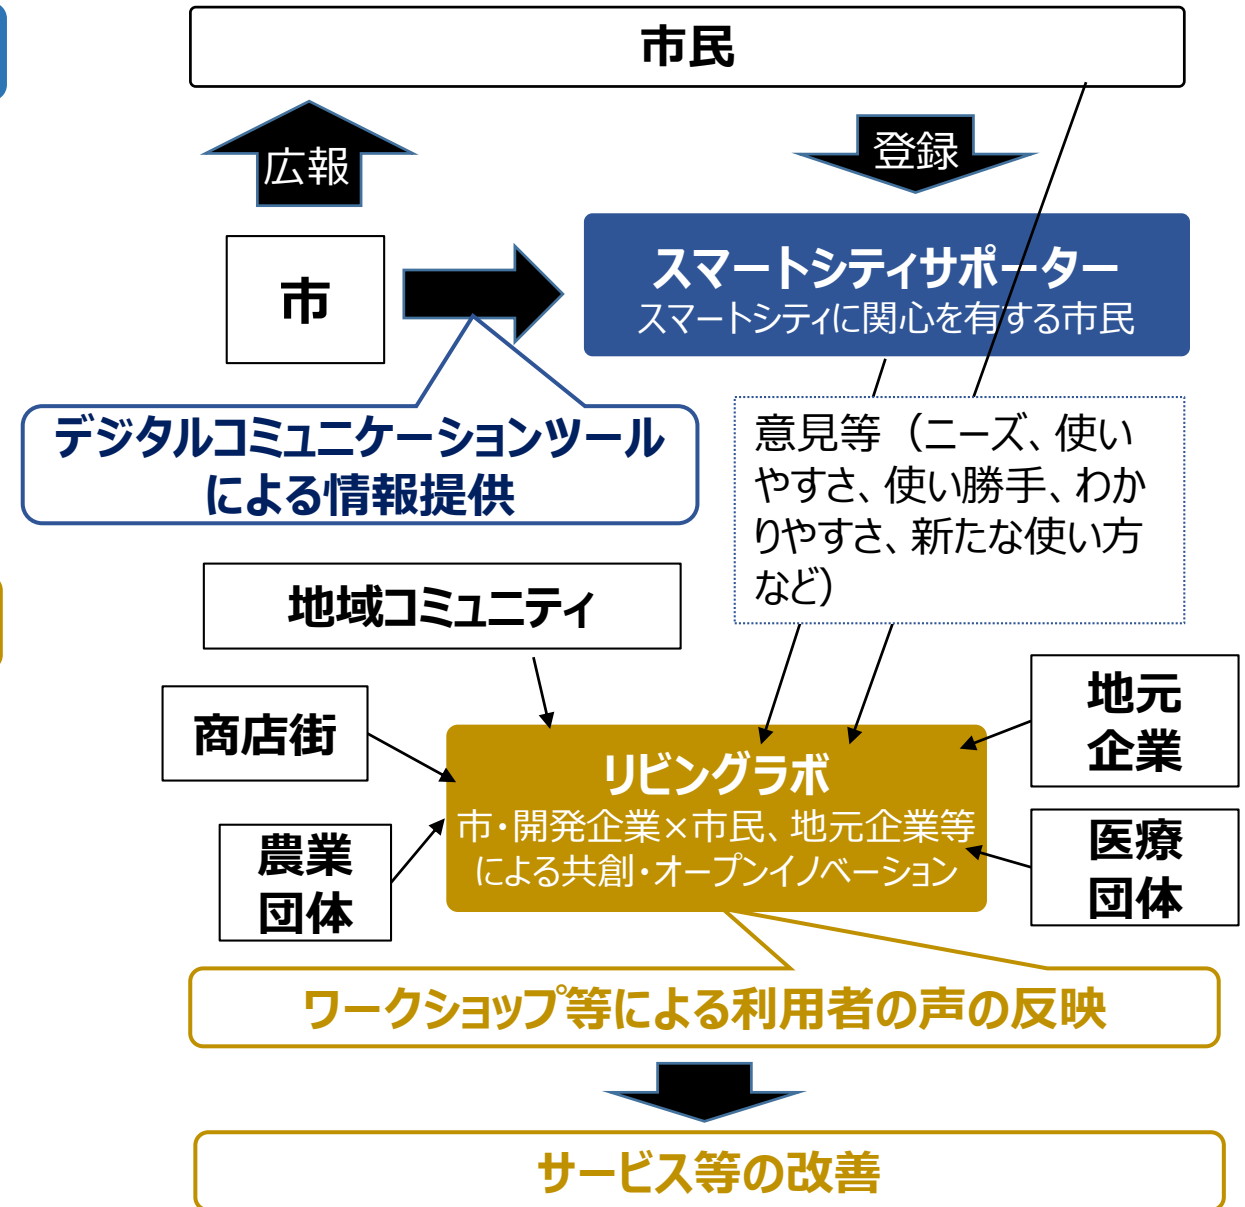 市民
広報
登録
市
スマートシティサポーター
スマートシティに関心を有する市民
デジタルコミュニケーションツール
による情報提供
意見等（ニーズ、使い
やすさ、使い勝手、わか
りやすさ、新たな使い方
など）
地域コミュニティ
商店街
地元
企業
リビングラボ
市・開発企業×市民、地元企業等
による共創・オープンイノベーション
農業
団体
医療
団体
ワークショップ等による利用者の声の反映
サービス等の改善